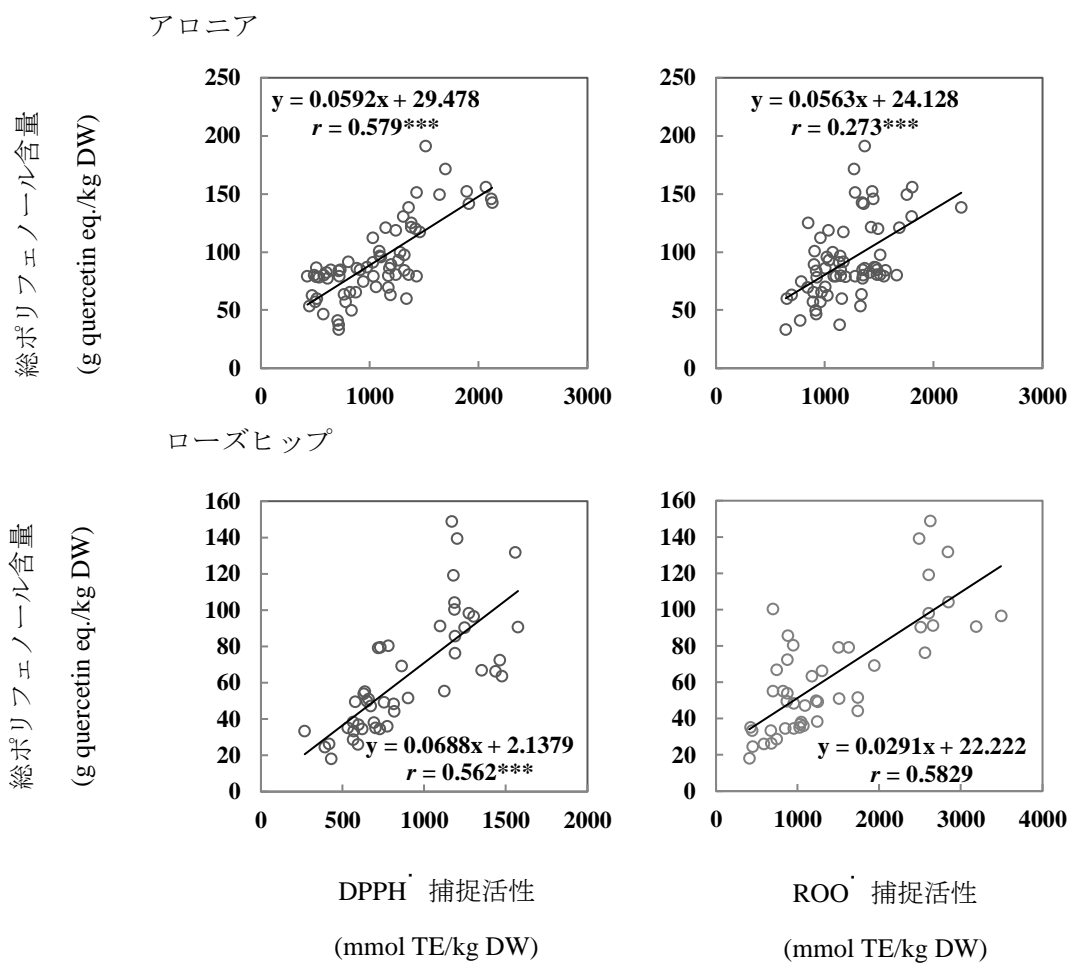 アロニア
総ポリフェノール含量
(g quercetin eq./kg DW)
250
200
150
100
50
0
y = 0.0592x + 29.478
r = 0.579***
0 1000 2000 3000
250
200
150
100
50
0
y = 0.0563x + 24.128
r = 0.273***
0 1000 2000 3000
ローズヒップ
総ポリフェノール含量
(g quercetin eq./kg DW)
160
140
120
100
80
60
40
20
0
y = 0.0688x + 2.1379
r = 0.562***
0 500 1000 1500 2000
160
140
120
100
80
60
40
20
0
y = 0.0291x + 22.222
r = 0.5829
0 1000 2000 3000 4000
DPPH˙ 捕捉活性
(mmol TE/kg DW)
ROO˙ 捕捉活性
(mmol TE/kg DW)